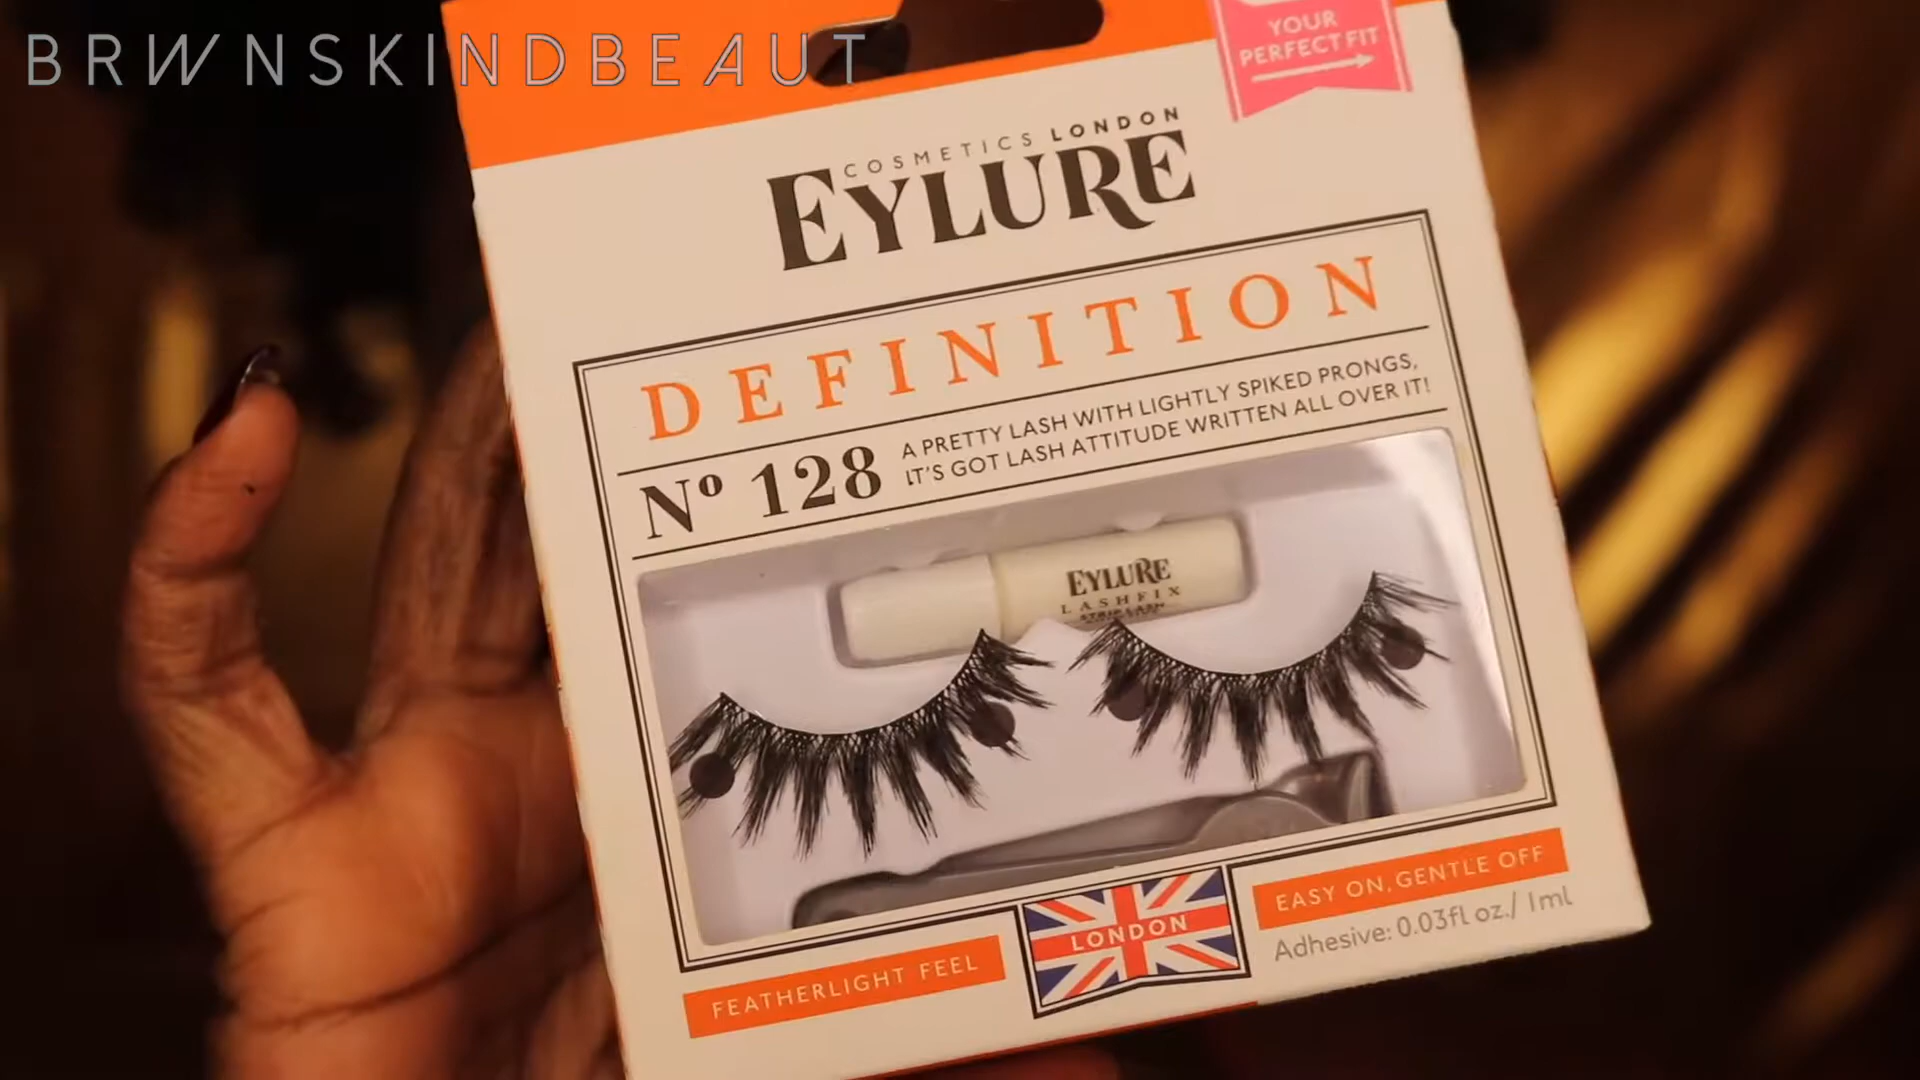 BRWNSKINDBEAUT
YOUR
PERFECT FIT
COSMETICS LONDON
EYLURE
DEFINITION
Nº 128
A PRETTY LASH WITH LIGHTLY SPIKED PRONGS,
IT'S GOT LASH ATTITUDE WRITTEN ALL OVER IT!
EYLURE
LASHFIX
STRIP LASH
LONDON
EASY ON. GENTLE OFF
Adhesive: 0.03fl oz./ 1ml
FEATHERLIGHT FEEL